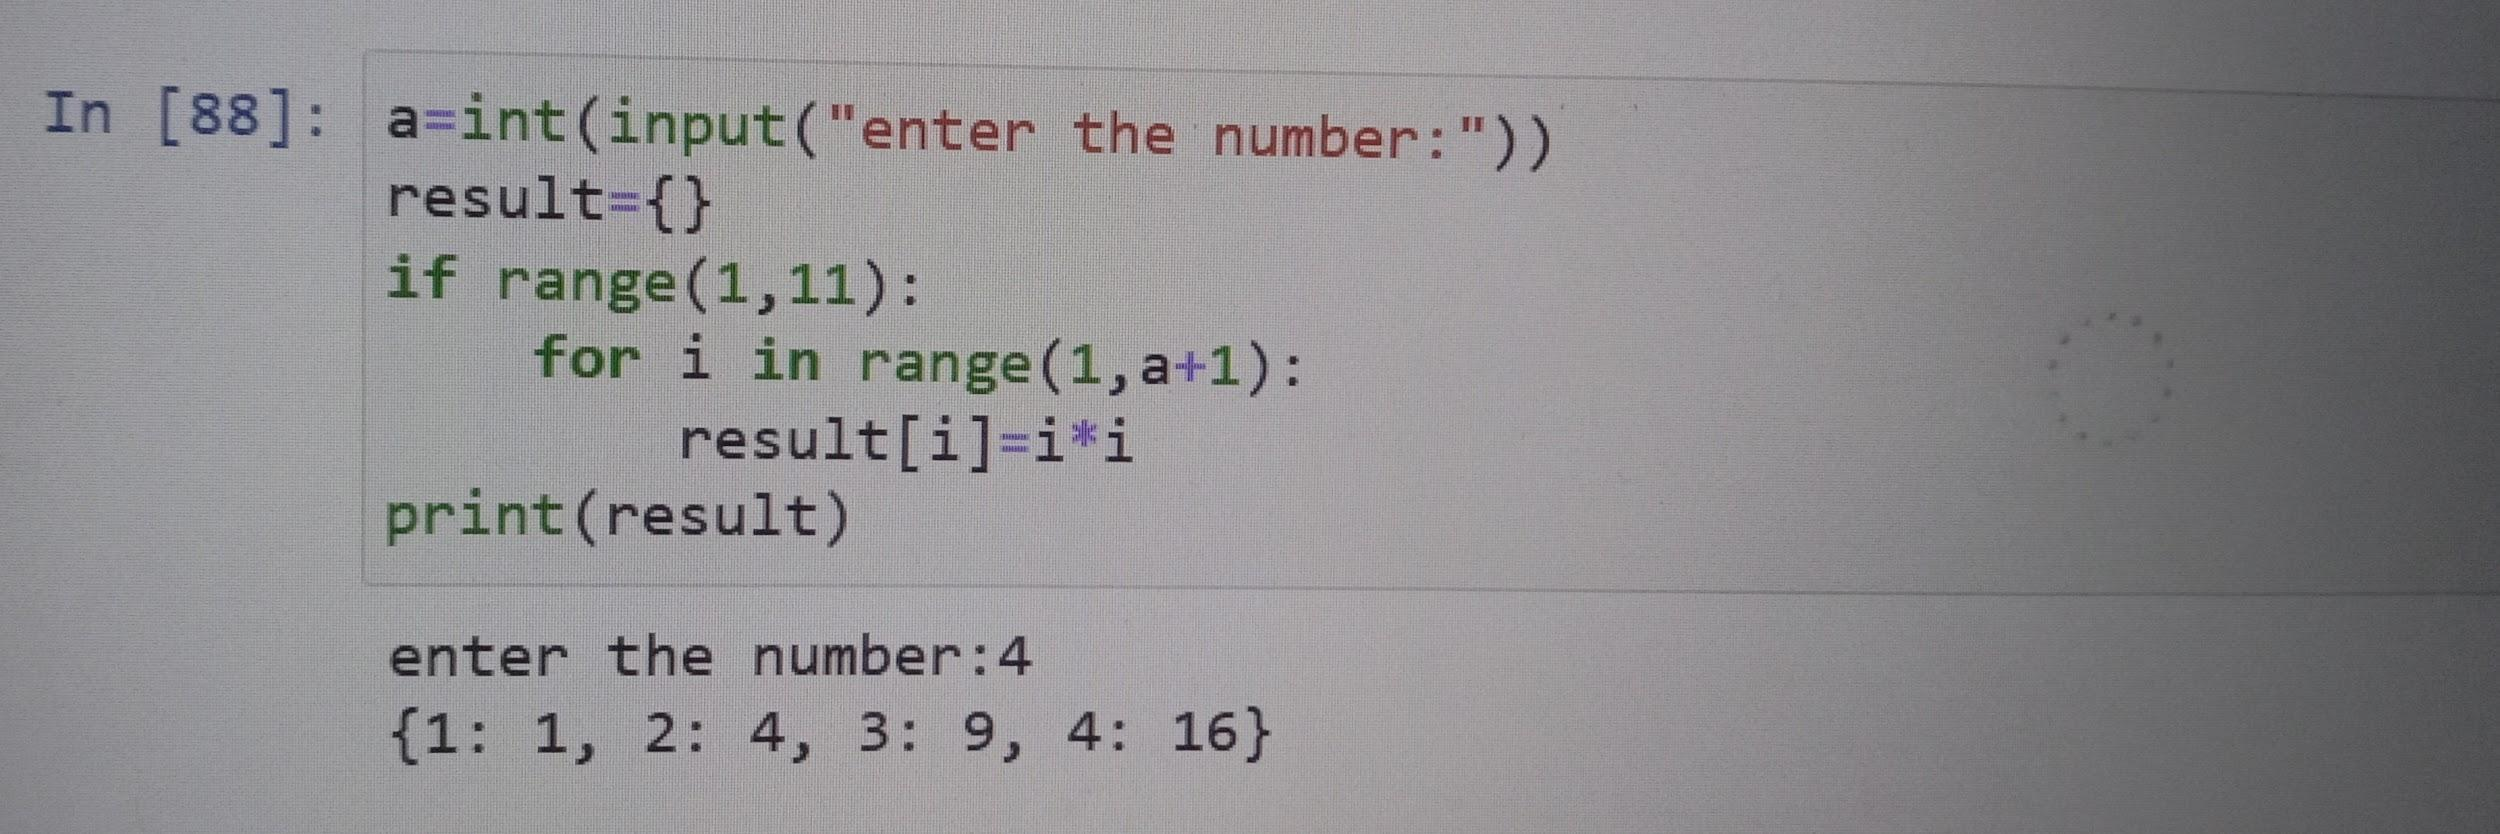 In [88]: a=int(input("enter the number:"))
result={}
if range(1,11):
    for i in range(1,a+1):
        result[i]=i*i
print(result)
enter the number:4
{1: 1, 2: 4, 3: 9, 4: 16}